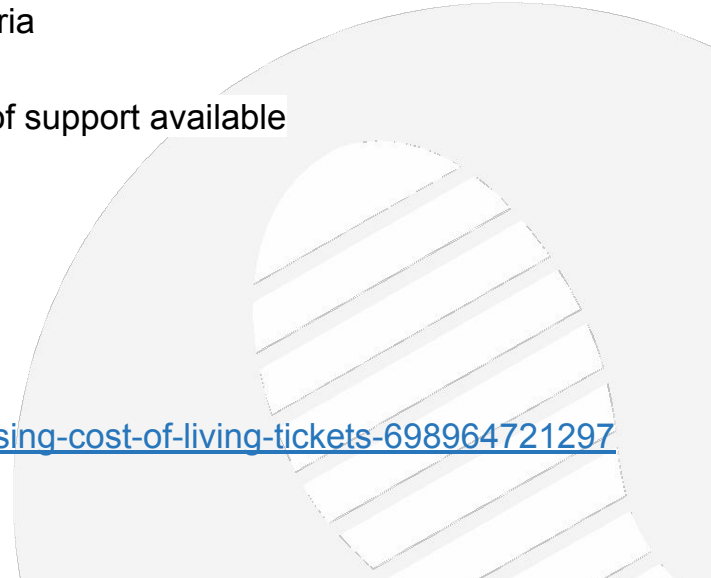 ria
of support available
sing-cost-of-living-tickets-698964721297